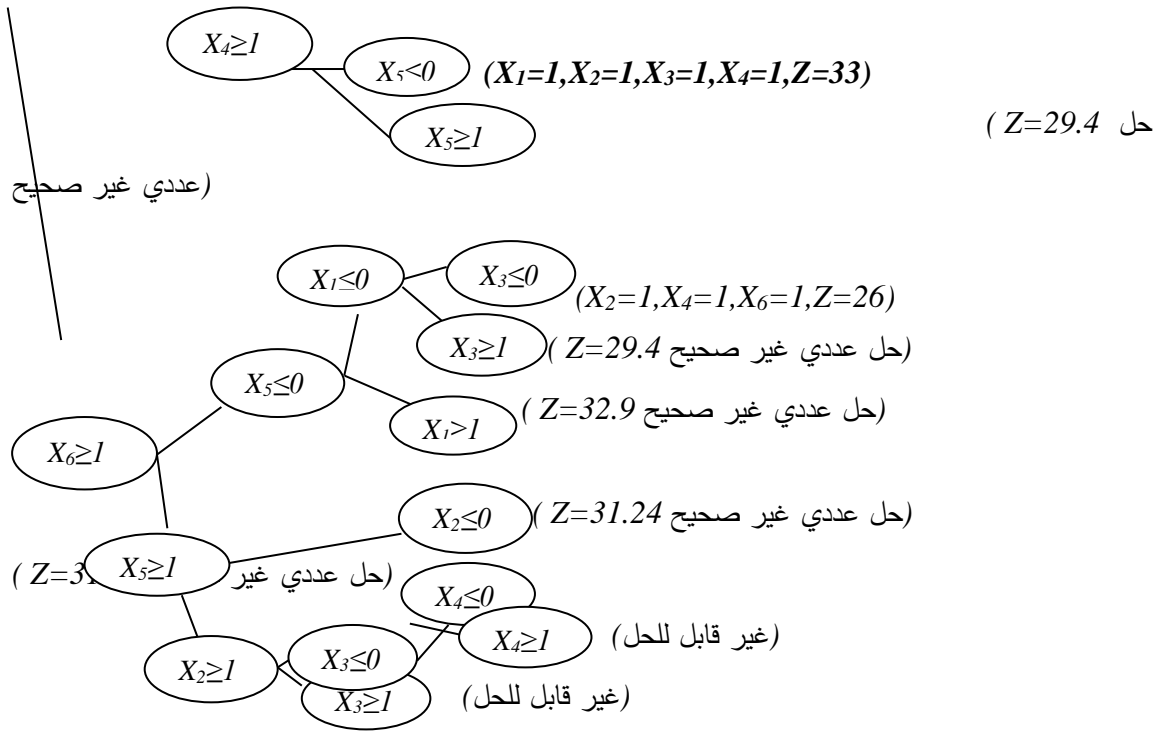 X₄≥1
X₅<0 (X₁=1,X₂=1,X₃=1,X₄=1,Z=33)
X₅≥1 ( Z=29.4 حل
عددي غير صحيح)
X₁≤0 X₃≤0
(X₂=1,X₄=1,X₆=1,Z=26)
X₃≥1 ( Z=29.4 حل عددي غير صحيح)
X₅≤0
X₁>1 ( Z=32.9 حل عددي غير صحيح)
X₆≥1
X₂≤0 ( Z=31.24 حل عددي غير صحيح)
X₅≥1
( Z=3 حل عددي غير)
X₄≤0
X₄≥1 (غير قابل للحل)
X₂≥1 X₃≤0
X₃≥1 (غير قابل للحل)